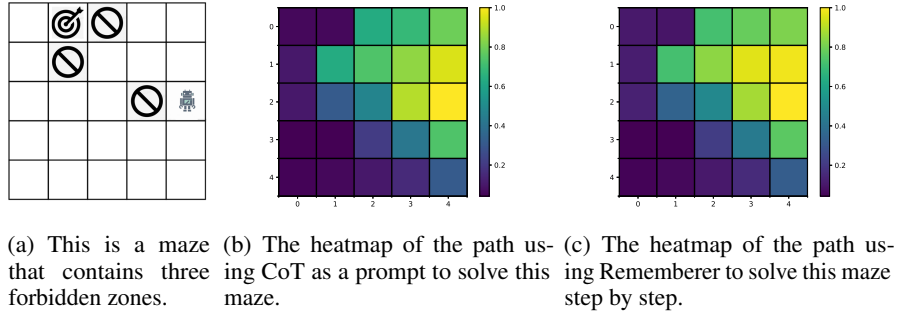 0
1
2
3
4
0 1 2 3 4
1.0
0.8
0.6
0.4
0.2
0
1
2
3
4
0 1 2 3 4
1.0
0.8
0.6
0.4
0.2
(a) This is a maze
that contains three
forbidden zones.
(b) The heatmap of the path us-
ing CoT as a prompt to solve this
maze.
(c) The heatmap of the path us-
ing Rememberer to solve this maze
step by step.